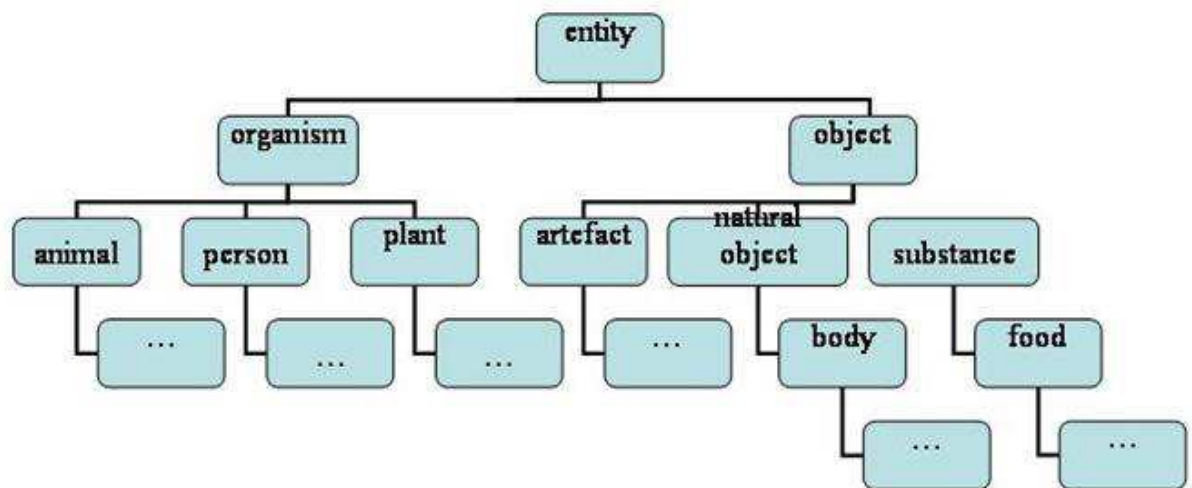 entity
organism
object
animal
person
plant
artefact
natural
object
substance
...
...
...
...
body
food
...
...